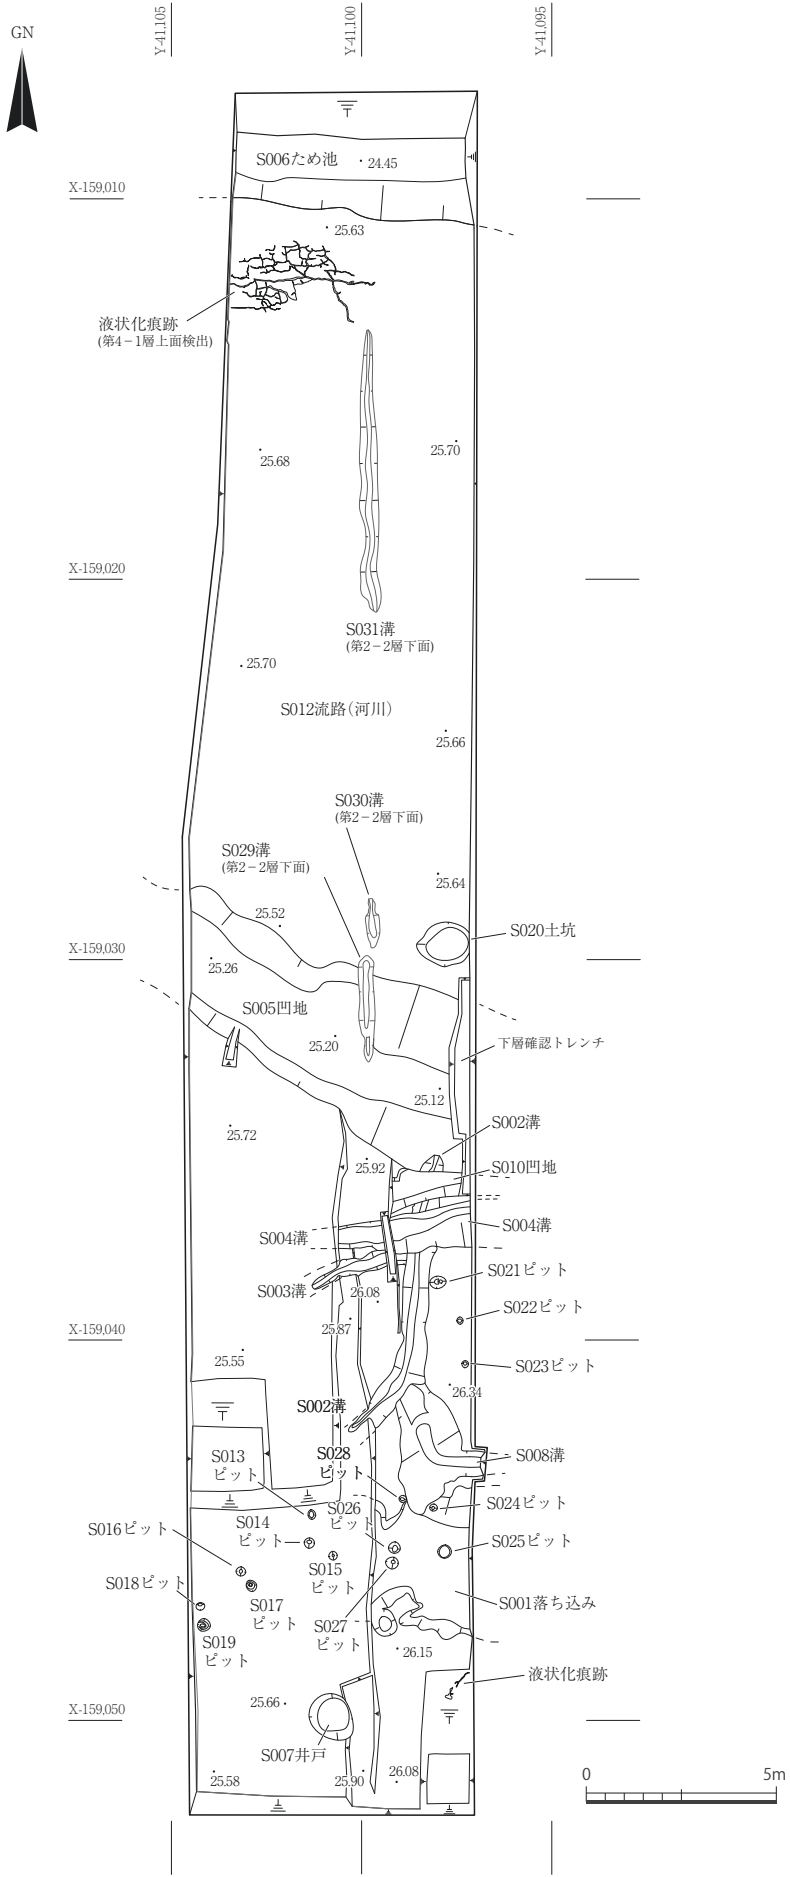 Y-41,105
Y-41,100
Y-41,095
GN
S006ため池
24.45
X-159,010
25.63
液状化痕跡
(第4－1層上面検出)
25.68
25.70
X-159,020
S031溝
(第2－2層下面)
25.70
S012流路(河川)
25.66
S030溝
(第2－2層下面)
S029溝
(第2－2層下面)
25.64
25.52
S020土坑
X-159,030
25.26
S005凹地
25.20
下層確認トレンチ
25.12
S002溝
25.72
25.92
S010凹地
S004溝
S004溝
S021ピット
S003溝
26.08
S022ピット
25.87
X-159,040
25.55
S023ピット
26.34
S002溝
S028
ピット
S008溝
S013
ピット
S026
ピット
S024ピット
S016ピット
S014
ピット
S025ピット
S015
ピット
S018ピット
S017
ピット
S001落ち込み
S027
ピット
S019
ピット
26.15
液状化痕跡
25.66
X-159,050
S007井戸
25.58
25.90
26.08
0
5m